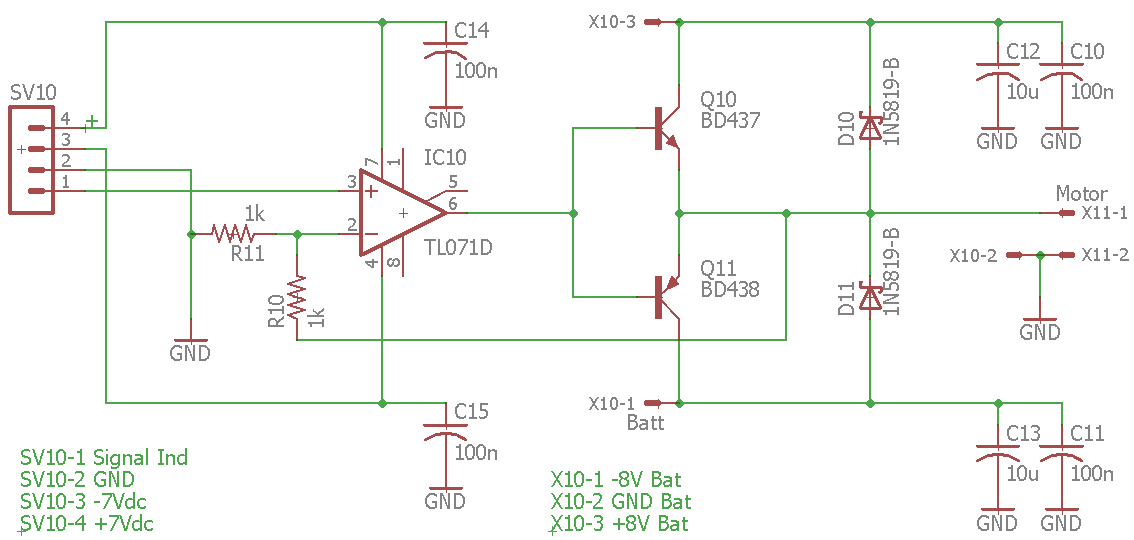 X10-3
C14
100n
C12
10u
C10
100n
SV10
4
3
2
1
GND
Q10
BD437
D10
1N5819-B
GND
GND
7
1
IC10
3
5
6
2
4
8
TL071D
1k
R11
Motor
X11-1
X10-2
X11-2
R10
1k
Q11
BD438
D11
1N5819-B
GND
GND
X10-1
Batt
C15
100n
C13
10u
C11
100n
GND
GND
GND
SV10-1 Signal Ind
SV10-2 GND
SV10-3 -7Vdc
SV10-4 +7Vdc
X10-1 -8V Bat
X10-2 GND Bat
X10-3 +8V Bat